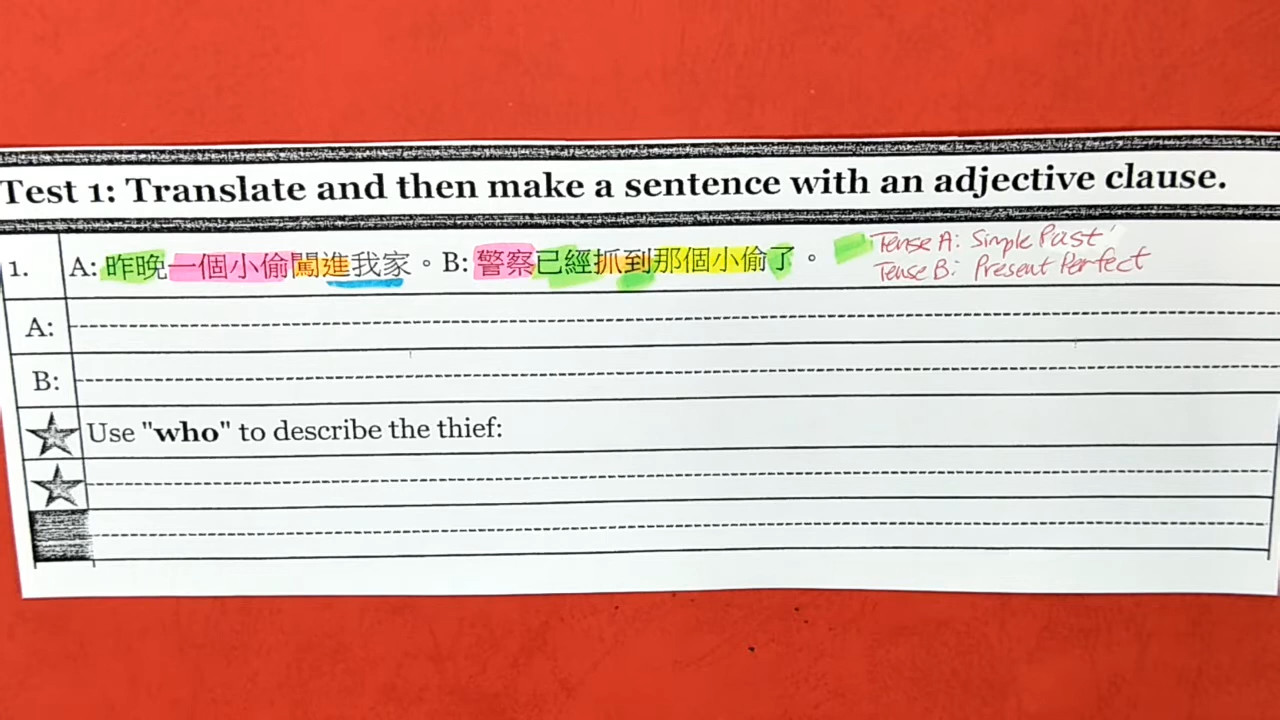 Test 1: Translate and then make a sentence with an adjective clause.
1. A: 昨晚一個小偷闖進我家。B: 警察已經抓到那個小偷了。 Tense A: Simple Past
Tense B: Present Perfect
A:
B:
Use "who" to describe the thief: